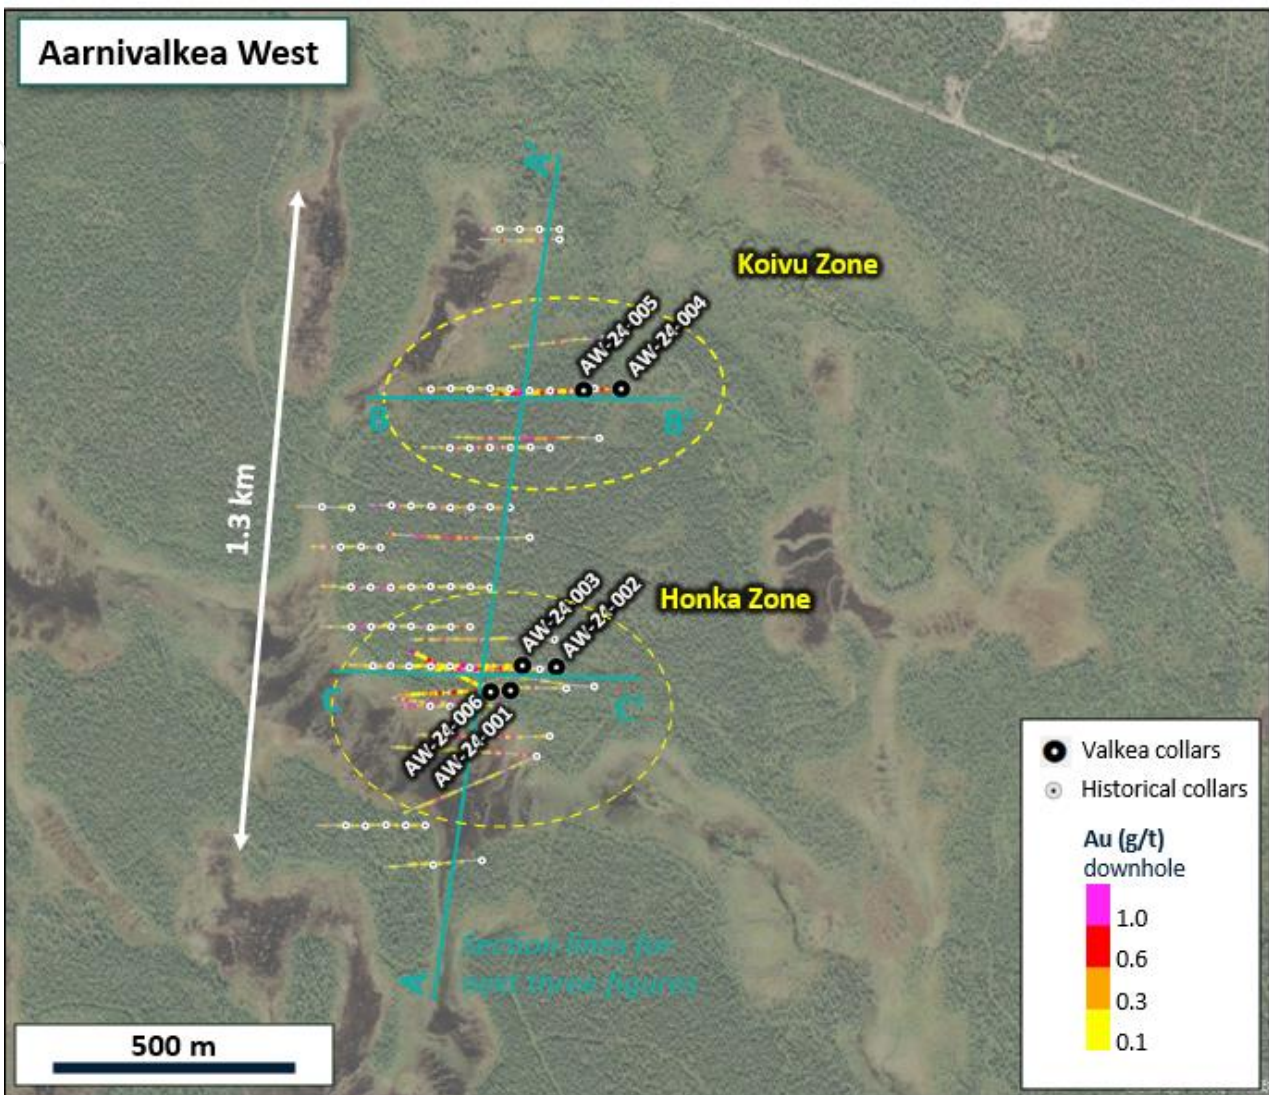 Aarnivalkea West
A'
Koivu Zone
AW-24-005
AW-24-004
B
B'
1.3 km
Honka Zone
AW-24-003
AW-24-002
C
C'
AW-24-006
AW-24-001
A
Section lines for
next three figures
Valkea collars
Historical collars
Au (g/t)
downhole
1.0
0.6
0.3
0.1
500 m